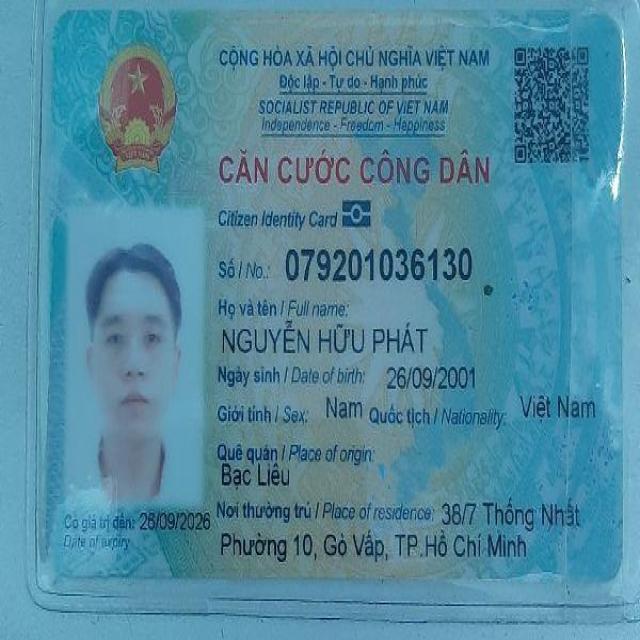 CỘNG HÒA XÃ HỘI CHỦ NGHĨA VIỆT NAM
Độc lập - Tự do - Hạnh phúc
SOCIALIST REPUBLIC OF VIET NAM
Independence - Freedom - Happiness
CĂN CƯỚC CÔNG DÂN
Citizen Identity Card
Số / No.: 079201036130
Họ và tên / Full name:
NGUYỄN HỮU PHÁT
Ngày sinh / Date of birth: 26/09/2001
Giới tính / Sex: Nam Quốc tịch / Nationality: Việt Nam
Quê quán / Place of origin:
Bạc Liêu
Nơi thường trú / Place of residence: 38/7 Thống Nhất
Phường 10, Gò Vấp, TP.Hồ Chí Minh
Có giá trị đến: 26/09/2026
Date of expiry